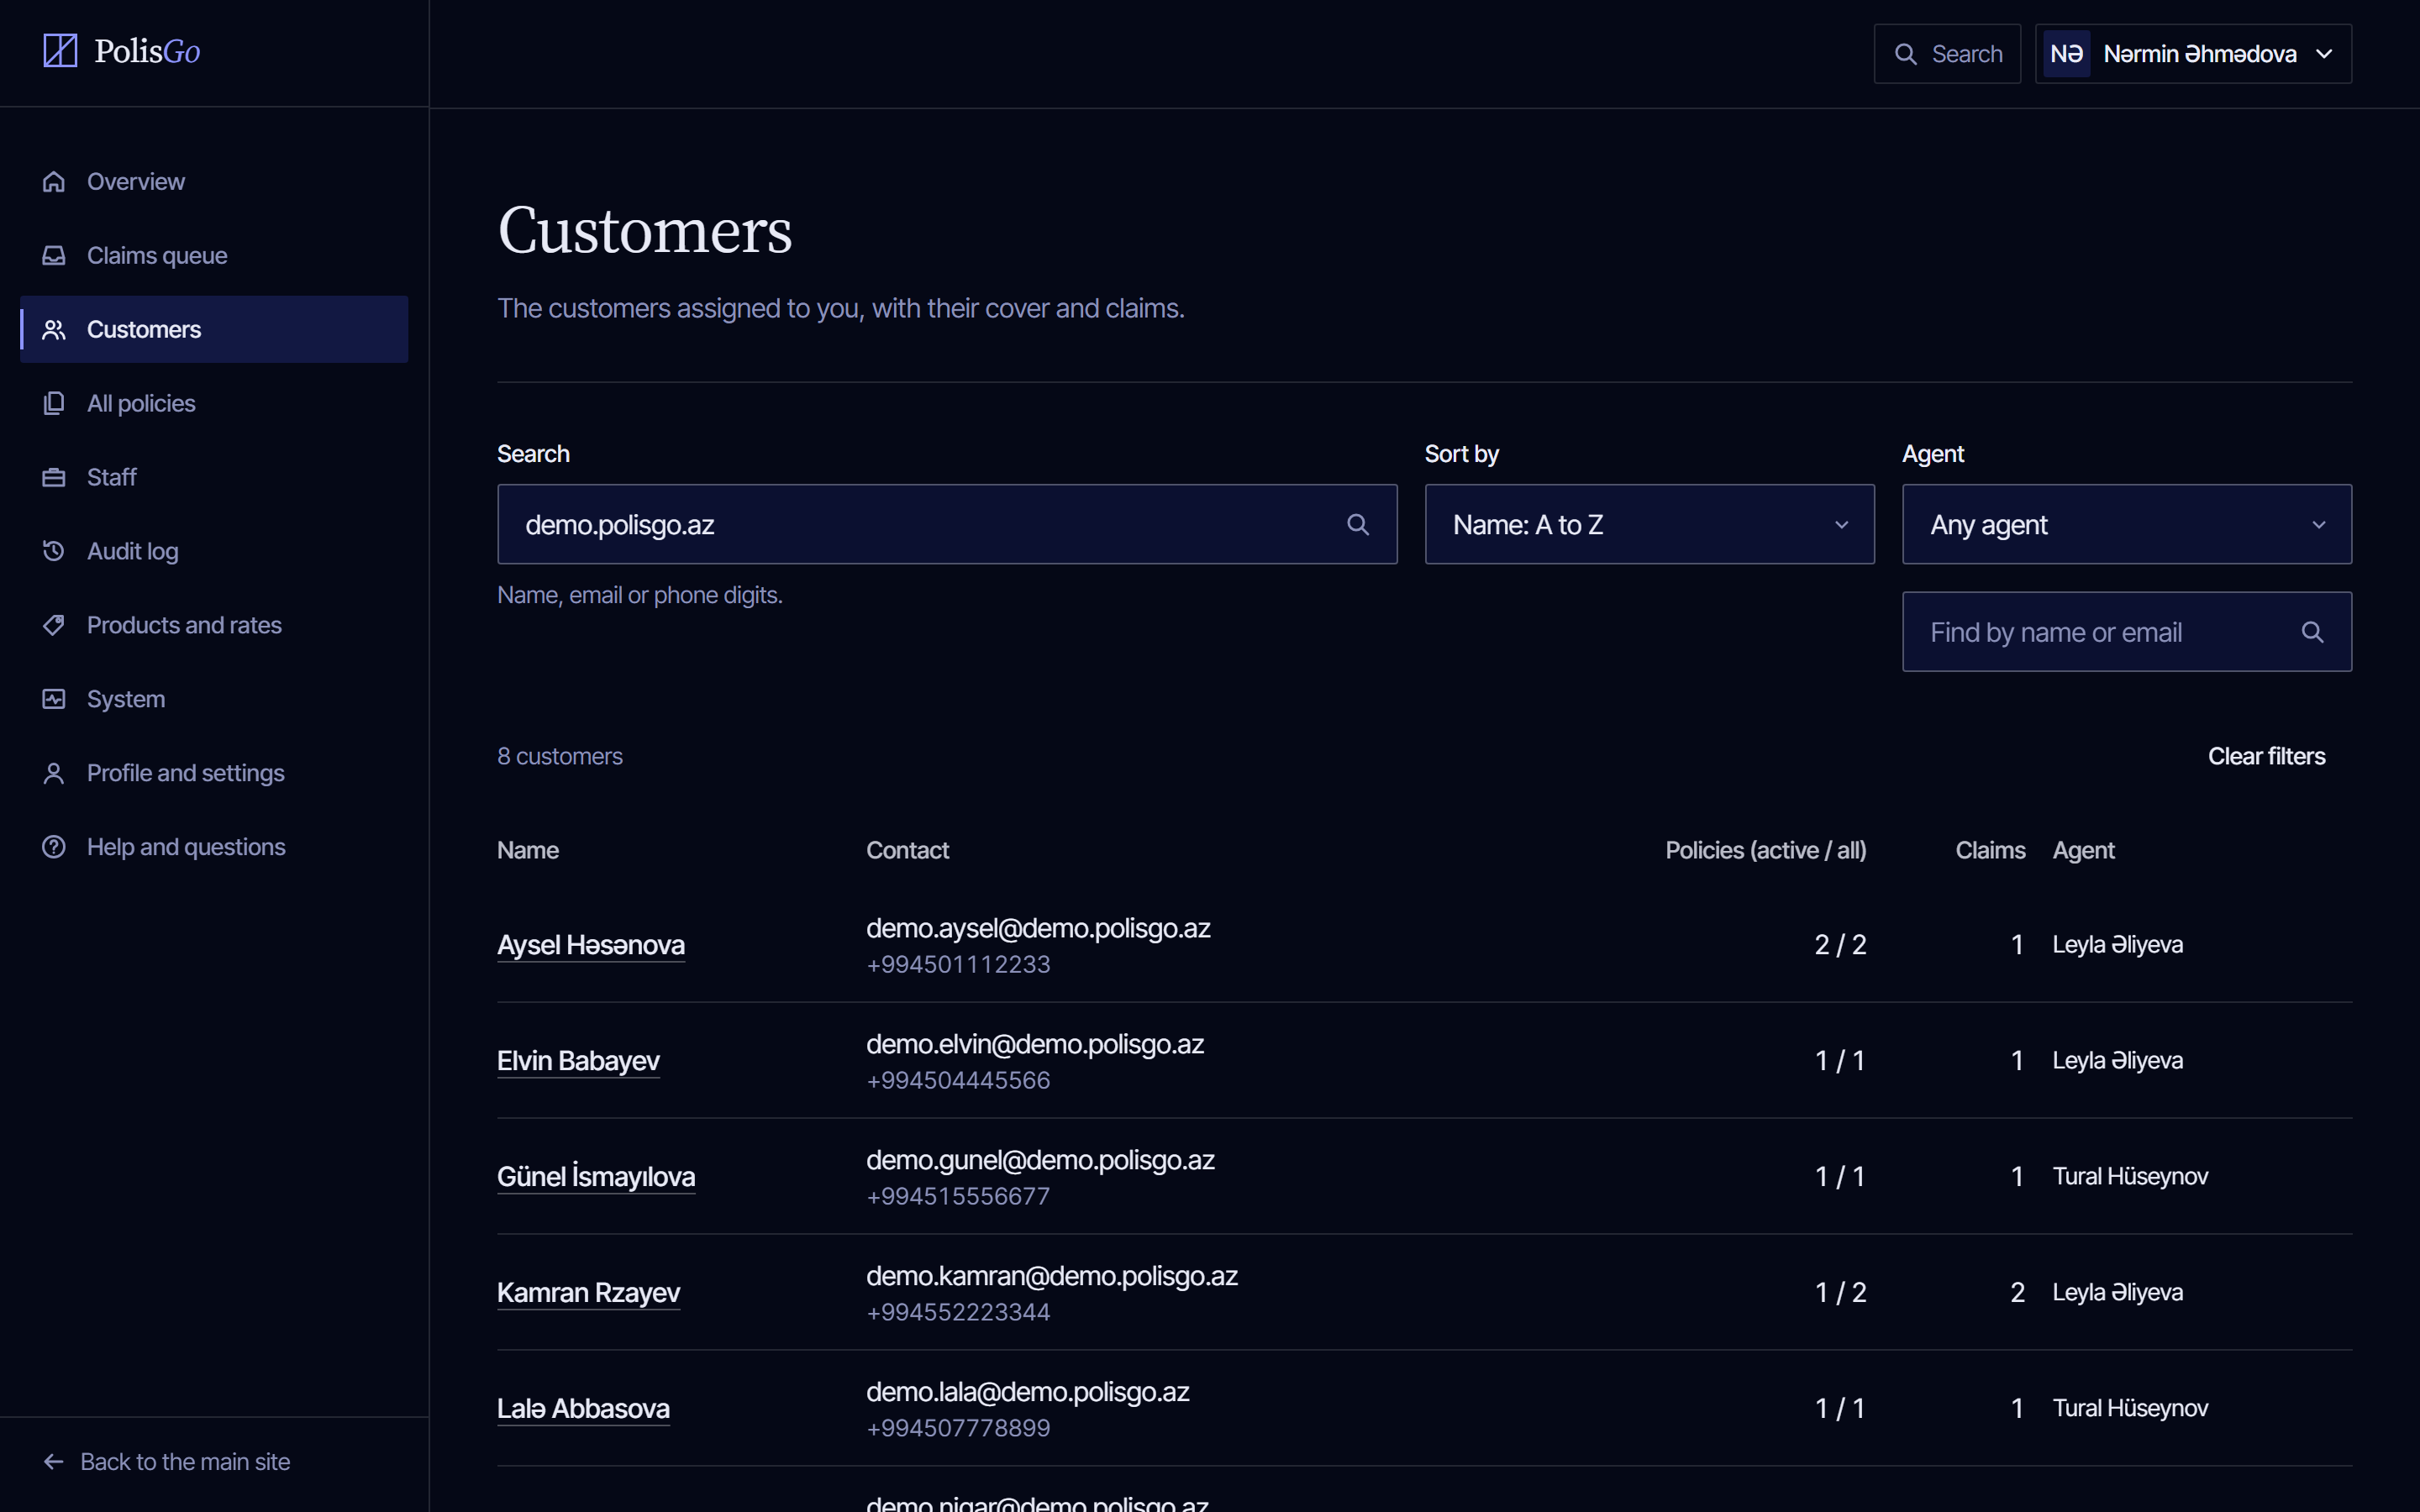 PolisGo
Search
NƏ Nərmin Əhmədova
Overview
Claims queue
Customers
All policies
Staff
Audit log
Products and rates
System
Profile and settings
Help and questions
Back to the main site
Customers
The customers assigned to you, with their cover and claims.
Search
Sort by
Agent
demo.polisgo.az
Name: A to Z
Any agent
Name, email or phone digits.
Find by name or email
8 customers
Clear filters
Name Contact Policies (active / all) Claims Agent
Aysel Həsənova demo.aysel@demo.polisgo.az 2 / 2 1 Leyla Əliyeva
+994501112233
Elvin Babayev demo.elvin@demo.polisgo.az 1 / 1 1 Leyla Əliyeva
+994504445566
Günel İsmayılova demo.gunel@demo.polisgo.az 1 / 1 1 Tural Hüseynov
+994515556677
Kamran Rzayev demo.kamran@demo.polisgo.az 1 / 2 2 Leyla Əliyeva
+994552223344
Lalə Abbasova demo.lala@demo.polisgo.az 1 / 1 1 Tural Hüseynov
+994507778899
demo.nigar@demo.polisgo.az